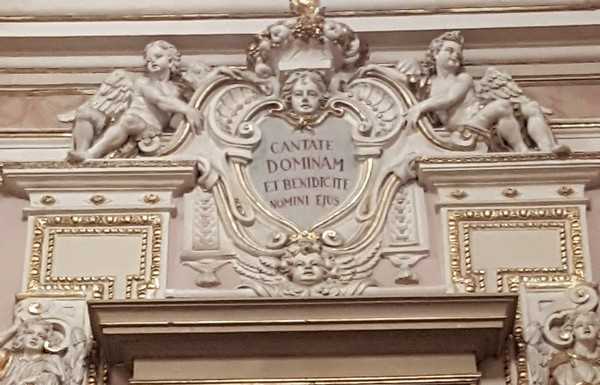 CANTATE
DOMINAM
ET BENIDICITE
NOMINI EJUS